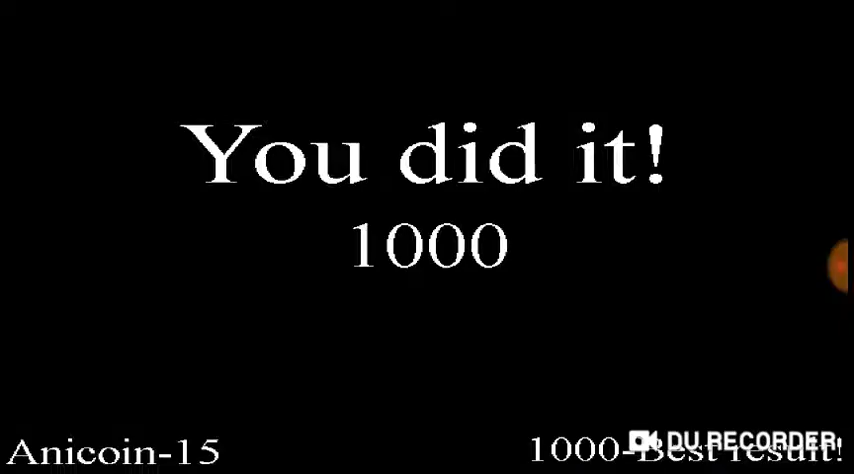 You did it!
1000
Anicoin-15
1000-Best result!
DU RECORDER